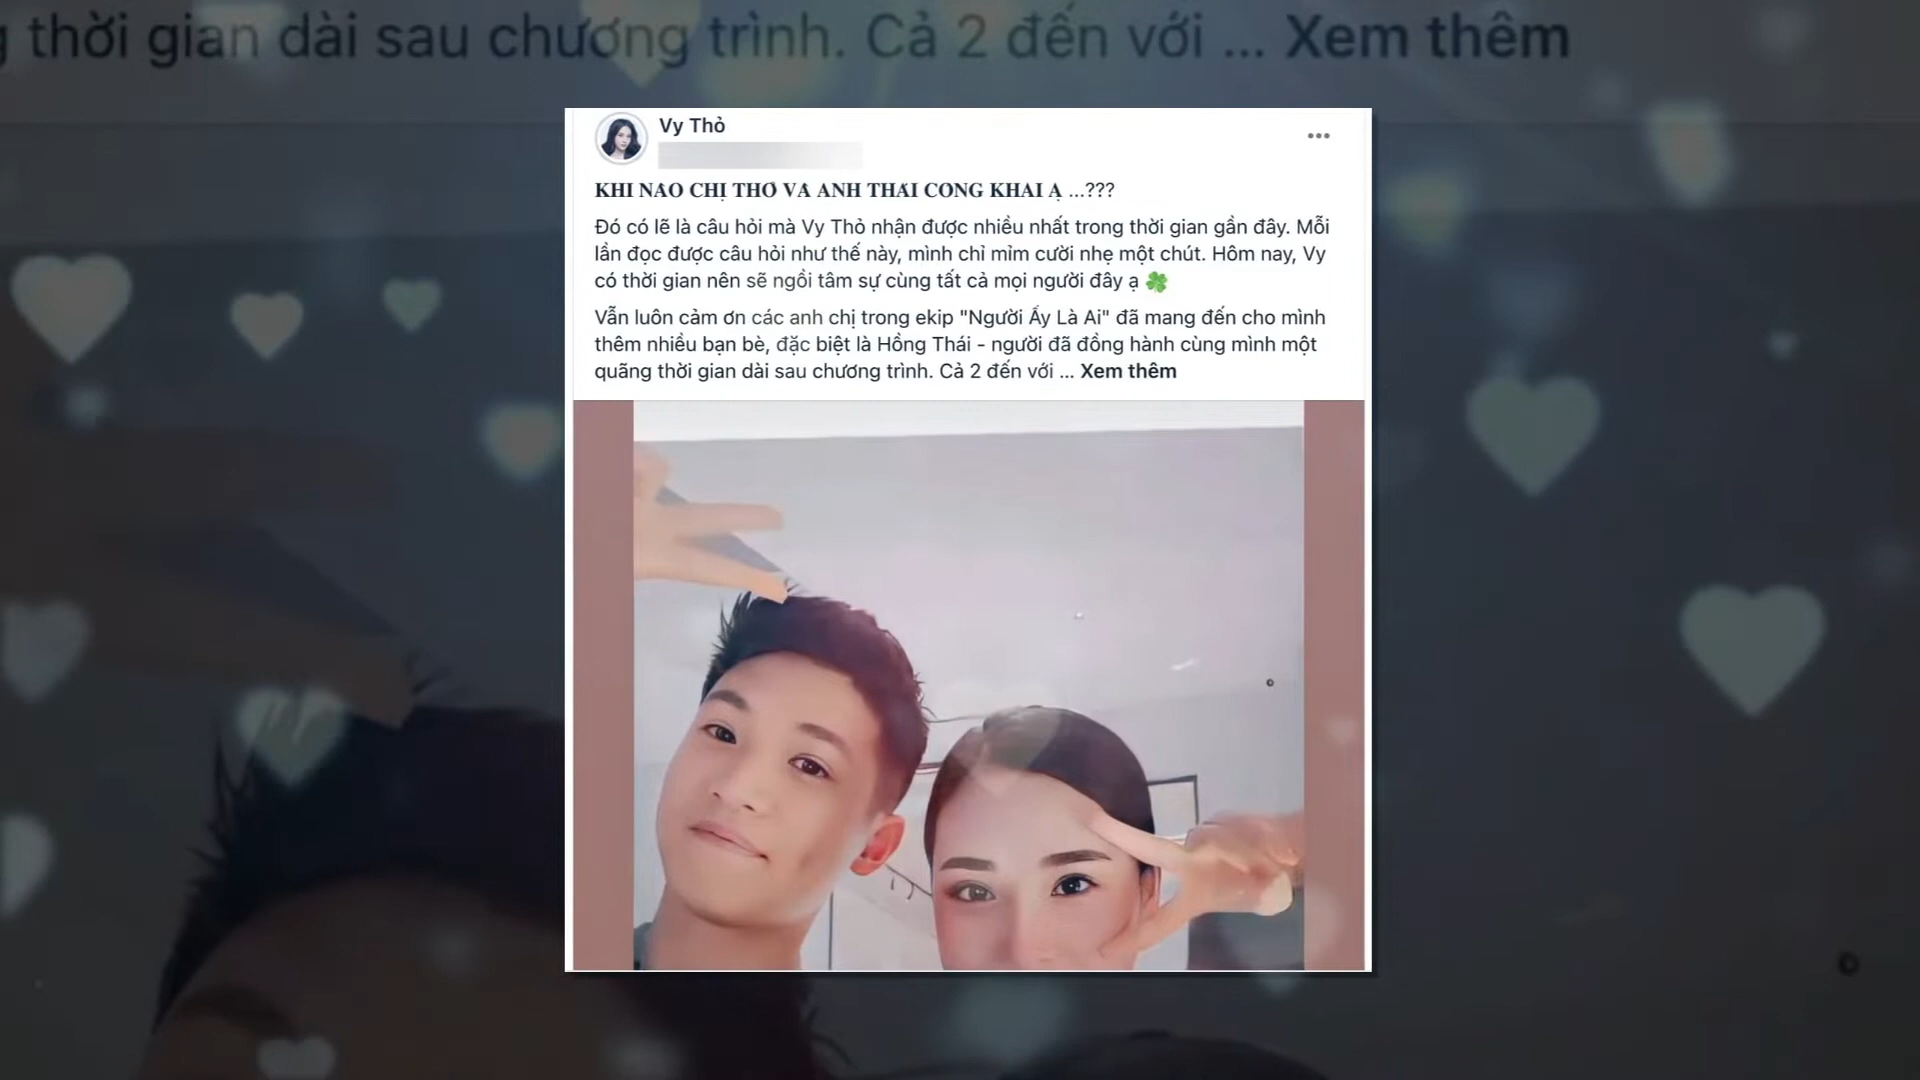 thời gian dài sau chương trình. Cả 2 đến với ... Xem thêm
Vy Thỏ
KHI NÀO CHỊ THỎ VÀ ANH THÁI CÔNG KHAI Ạ ...???
Đó có lẽ là câu hỏi mà Vy Thỏ nhận được nhiều nhất trong thời gian gần đây. Mỗi
lần đọc được câu hỏi như thế này, mình chỉ mỉm cười nhẹ một chút. Hôm nay, Vy
có thời gian nên sẽ ngồi tâm sự cùng tất cả mọi người đây ạ 🍀
Vẫn luôn cảm ơn các anh chị trong ekip "Người Ấy Là Ai" đã mang đến cho mình
thêm nhiều bạn bè, đặc biệt là Hồng Thái - người đã đồng hành cùng mình một
quãng thời gian dài sau chương trình. Cả 2 đến với ... Xem thêm